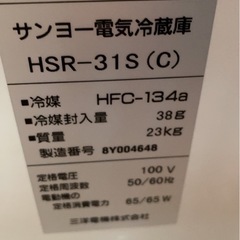 サンヨー電気冷蔵庫
HSR-31S(C)
■冷媒 HFC-134a
■冷媒封入量 38g
■質量 23kg
製造番号 8Y004648
定格電圧 100 V
定格周波数 50/60Hz
電動機の定格消費電力 65/65W
三洋電機株式会社